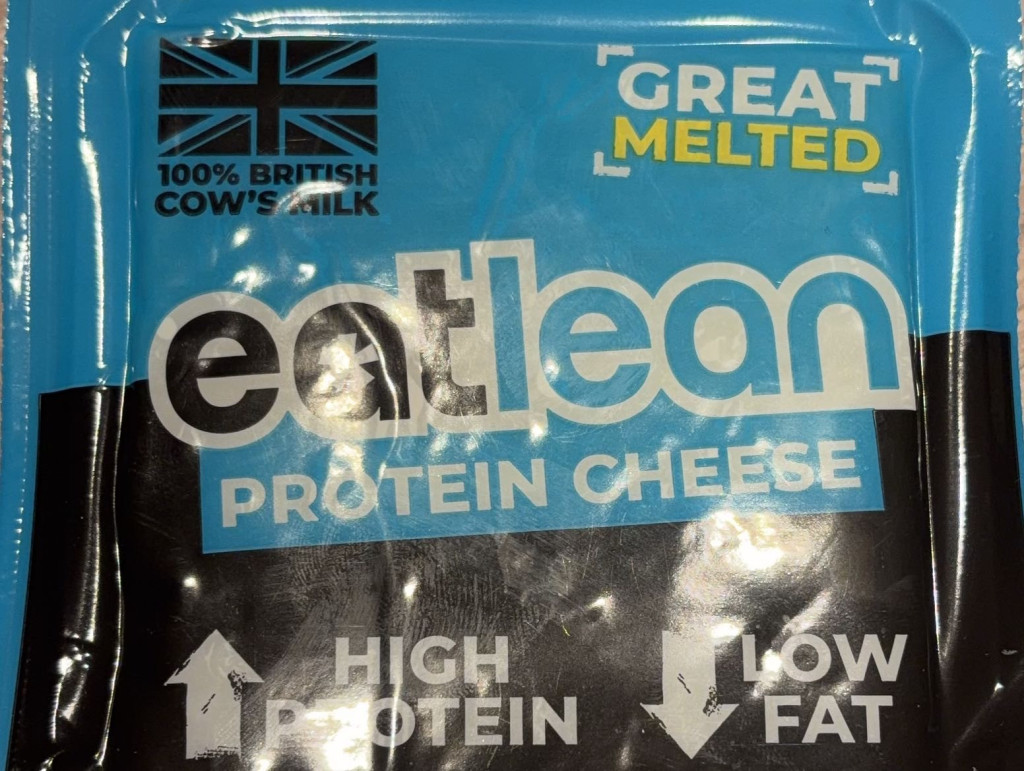 100% BRITISH
COW'S MILK
GREAT
MELTED
eatlean
PROTEIN CHEESE
HIGH
PROTEIN
LOW
FAT